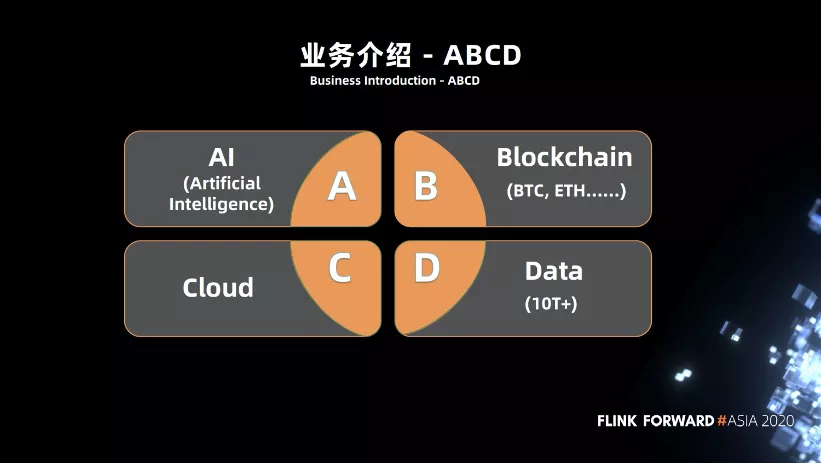 业务介绍 - ABCD
Business Introduction - ABCD
AI
(Artificial
Intelligence)
A
B
Blockchain
(BTC, ETH......)
Cloud
C
D
Data
(10T+)
FLINK FORWARD #ASIA 2020